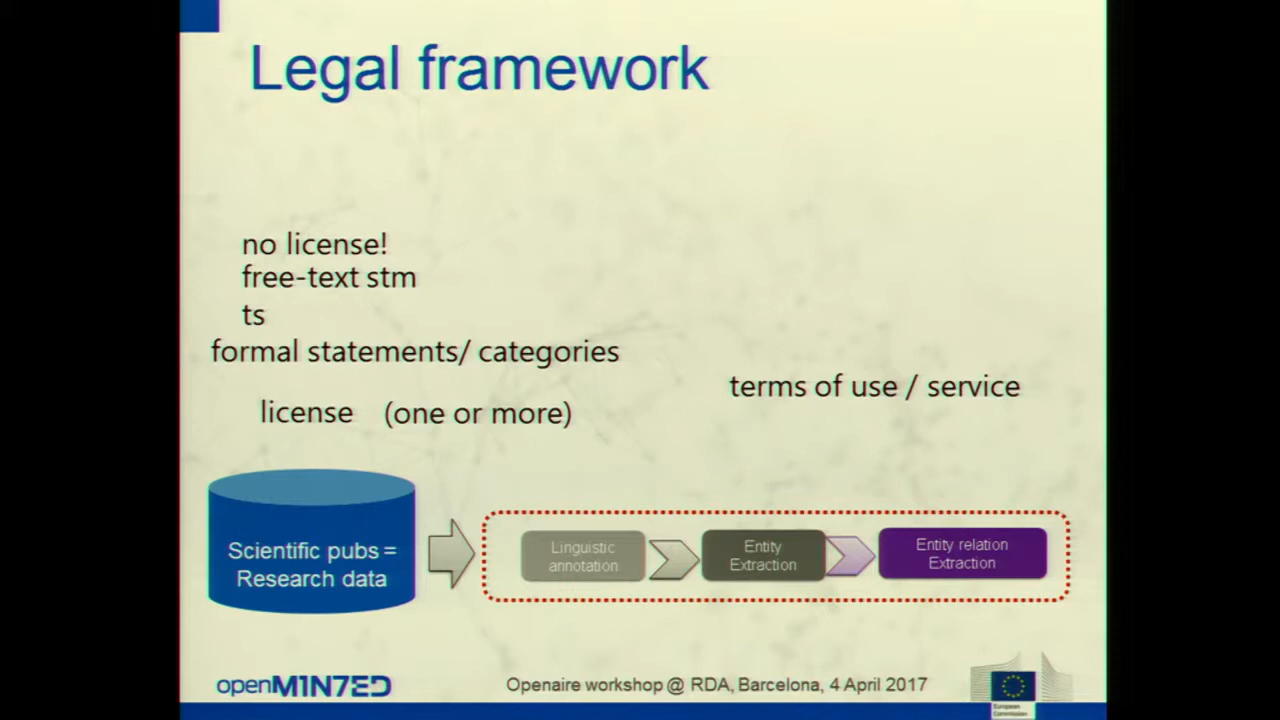 Legal framework
no license!
free-text stm
ts
formal statements/ categories
terms of use / service
license (one or more)
Scientific pubs =
Research data
Linguistic
annotation
Entity
Extraction
Entity relation
Extraction
openM1N7ED
Openaire workshop @ RDA, Barcelona, 4 April 2017
European
Commission